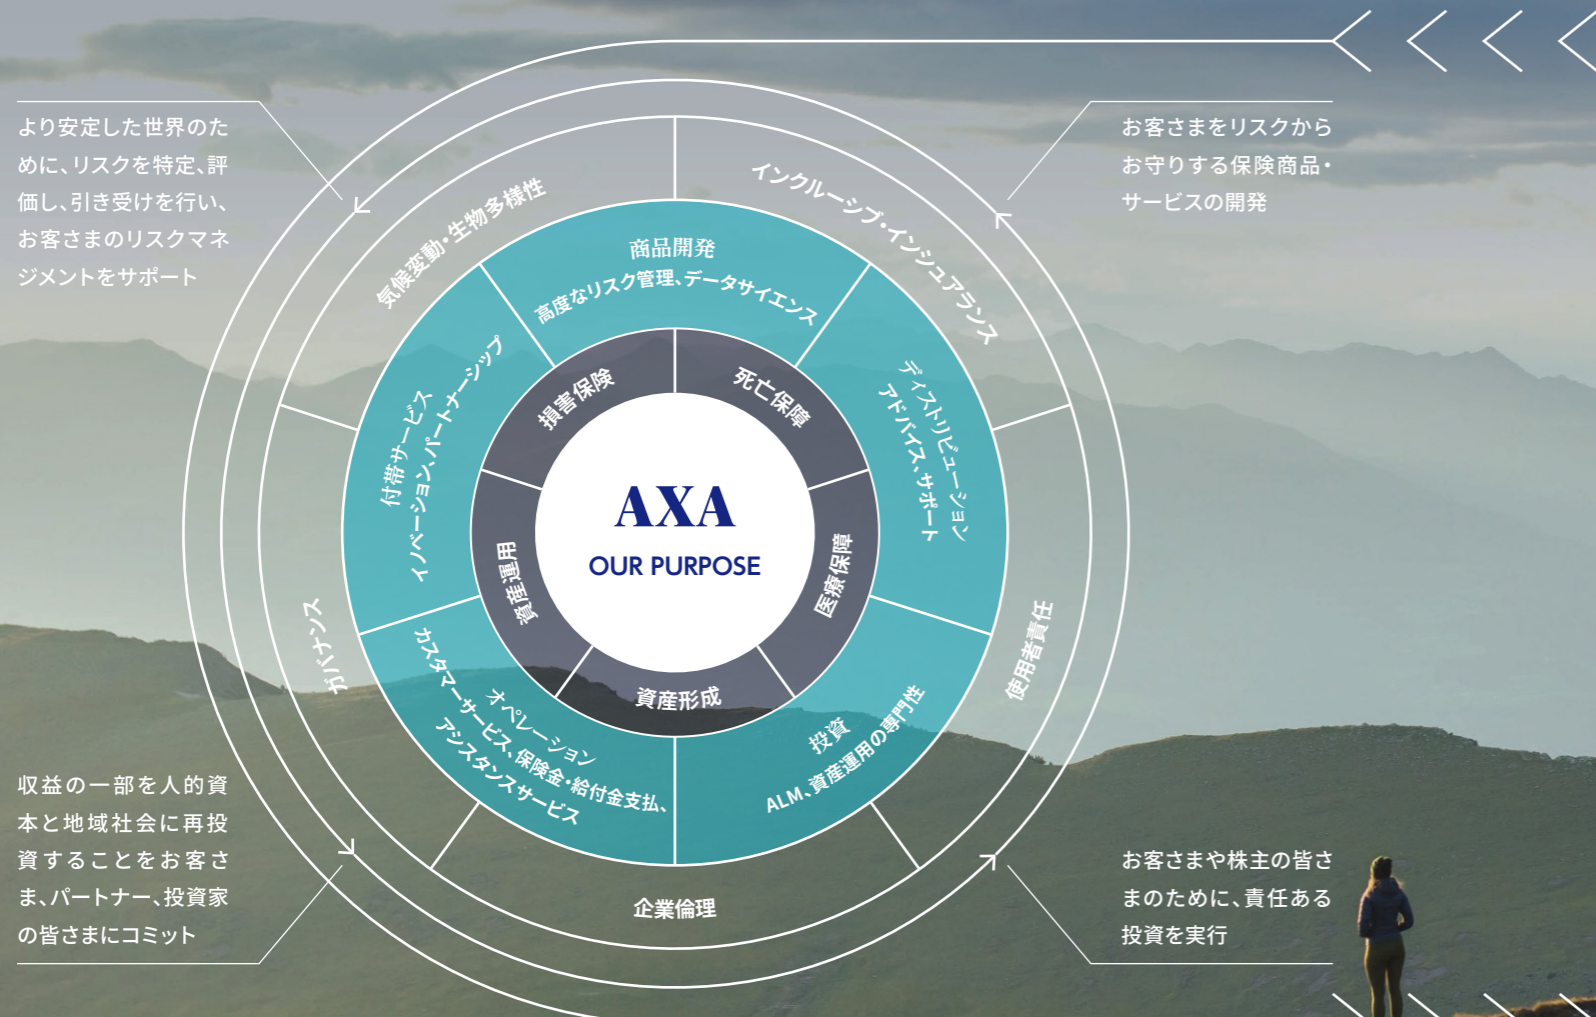 より安定した世界のた
めに、リスクを特定、評
価し、引き受けを行い、
お客さまのリスクマネ
ジメントをサポート
お客さまをリスクから
お守りする保険商品・
サービスの開発
気候変動・生物多様性
インクルーシブ・インシュアランス
商品開発
高度なリスク管理、データサイエンス
付帯サービス
イノベーション、パートナーシップ
ディストリビューション
アドバイス、サポート
損害保険
死亡保障
AXA
OUR PURPOSE
資産運用
医療保障
資産形成
ガバナンス
使用者責任
オペレーション
カスタマーサービス、保険金・給付金支払、
アシスタンスサービス
投資
ALM、資産運用の専門性
企業倫理
収益の一部を人的資
本と地域社会に再投
資することをお客さ
ま、パートナー、投資家
の皆さまにコミット
お客さまや株主の皆さ
まのために、責任ある
投資を実行